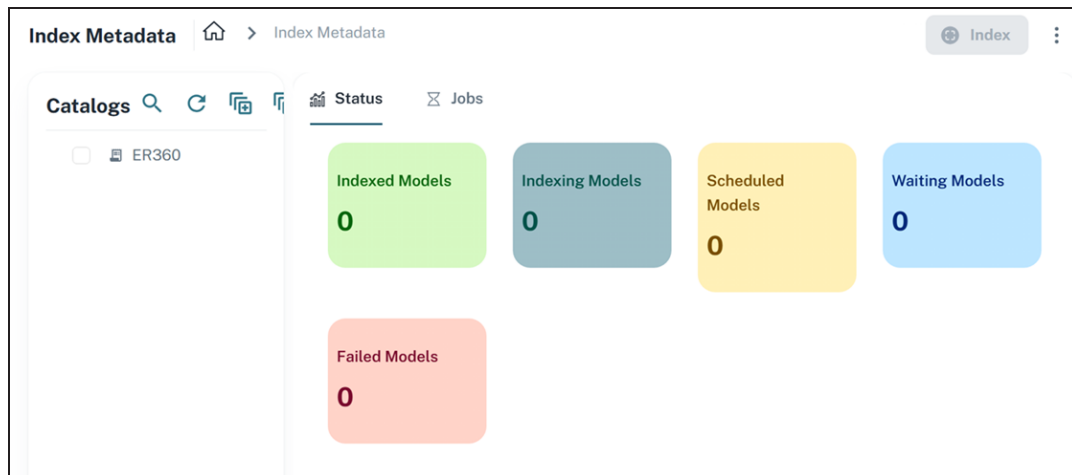 Index Metadata
Index Metadata
Index
Catalogs
ER360
Status
Jobs
Indexed Models
0
Indexing Models
0
Scheduled
Models
0
Waiting Models
0
Failed Models
0